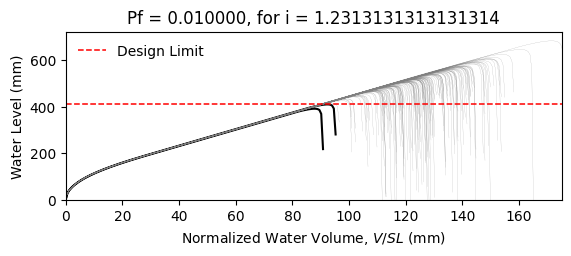 Pf = 0.010000, for i = 1.2313131313131314
Water Level (mm)
600
400
200
0
Design Limit
0 20 40 60 80 100 120 140 160
Normalized Water Volume, V/SL (mm)